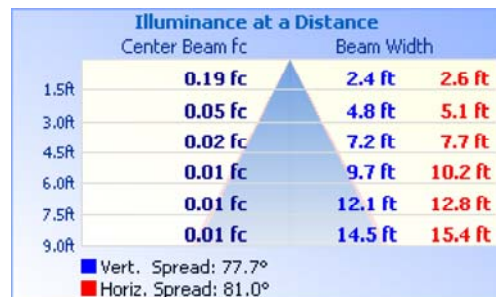 Illuminance at a Distance
Center Beam fc Beam Width
0.19 fc 2.4 ft 2.6 ft
1.5ft
0.05 fc 4.8 ft 5.1 ft
3.0ft
0.02 fc 7.2 ft 7.7 ft
4.5ft
0.01 fc 9.7 ft 10.2 ft
6.0ft
0.01 fc 12.1 ft 12.8 ft
7.5ft
0.01 fc 14.5 ft 15.4 ft
9.0ft
Vert. Spread: 77.7°
Horiz. Spread: 81.0°